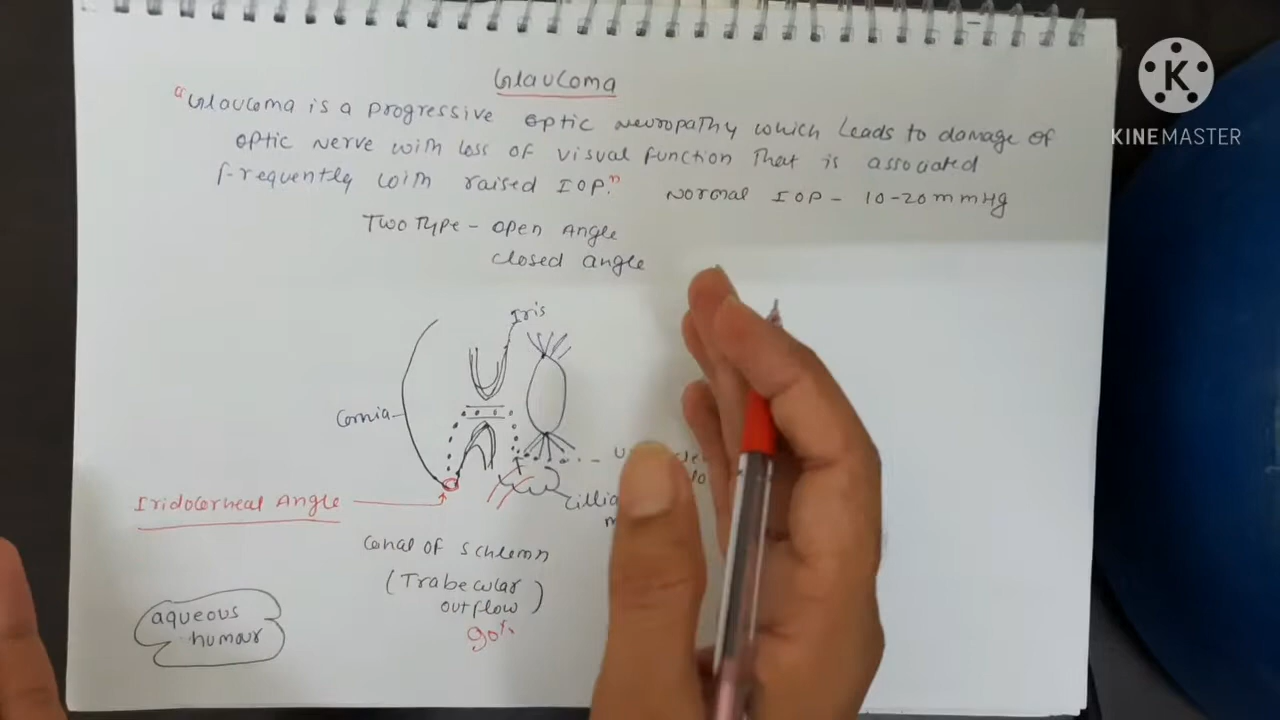 Glaucoma
"Glaucoma is a progressive optic neuropathy which leads to damage of
optic nerve with loss of visual function that is associated
frequently with raised IOP."
Normal IOP - 10-20 mmHg
Two Type - open Angle
closed angle
Iris
Cornia
Iridocorneal Angle
canal of schlemn
(Trabecular
outflow)
90%
aqueous
humour
K
KINEMASTER